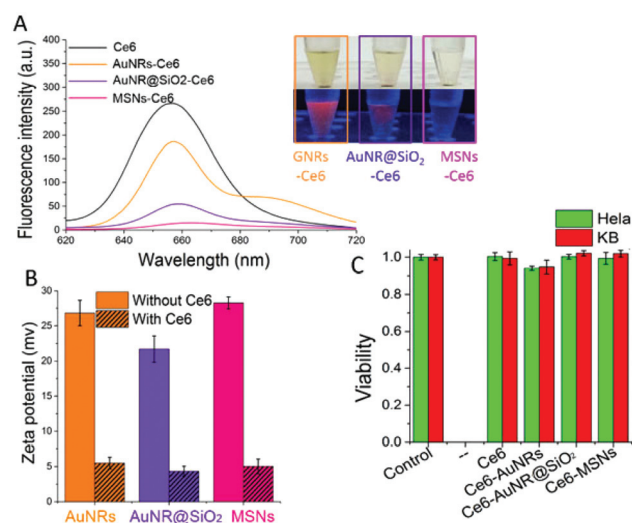 A
Fluorescence intensity (a.u.)
400
350
300
250
200
150
100
50
0
Ce6
AuNRs-Ce6
AuNR@SiO2-Ce6
MSNs-Ce6
620
640
660
680
700
720
Wavelength (nm)
GNRs
-Ce6
AuNR@SiO₂
-Ce6
MSNs
-Ce6
B
Zeta potential (mv)
30
25
20
15
10
5
0
Without Ce6
With Ce6
AuNRs
AuNR@SiO₂
MSNs
C
Hela
KB
Viability
1.0
0.8
0.6
0.4
0.2
0.0
Control
--
Ce6
Ce6-AuNRs
Ce6-AuNR@SiO₂
Ce6-MSNs